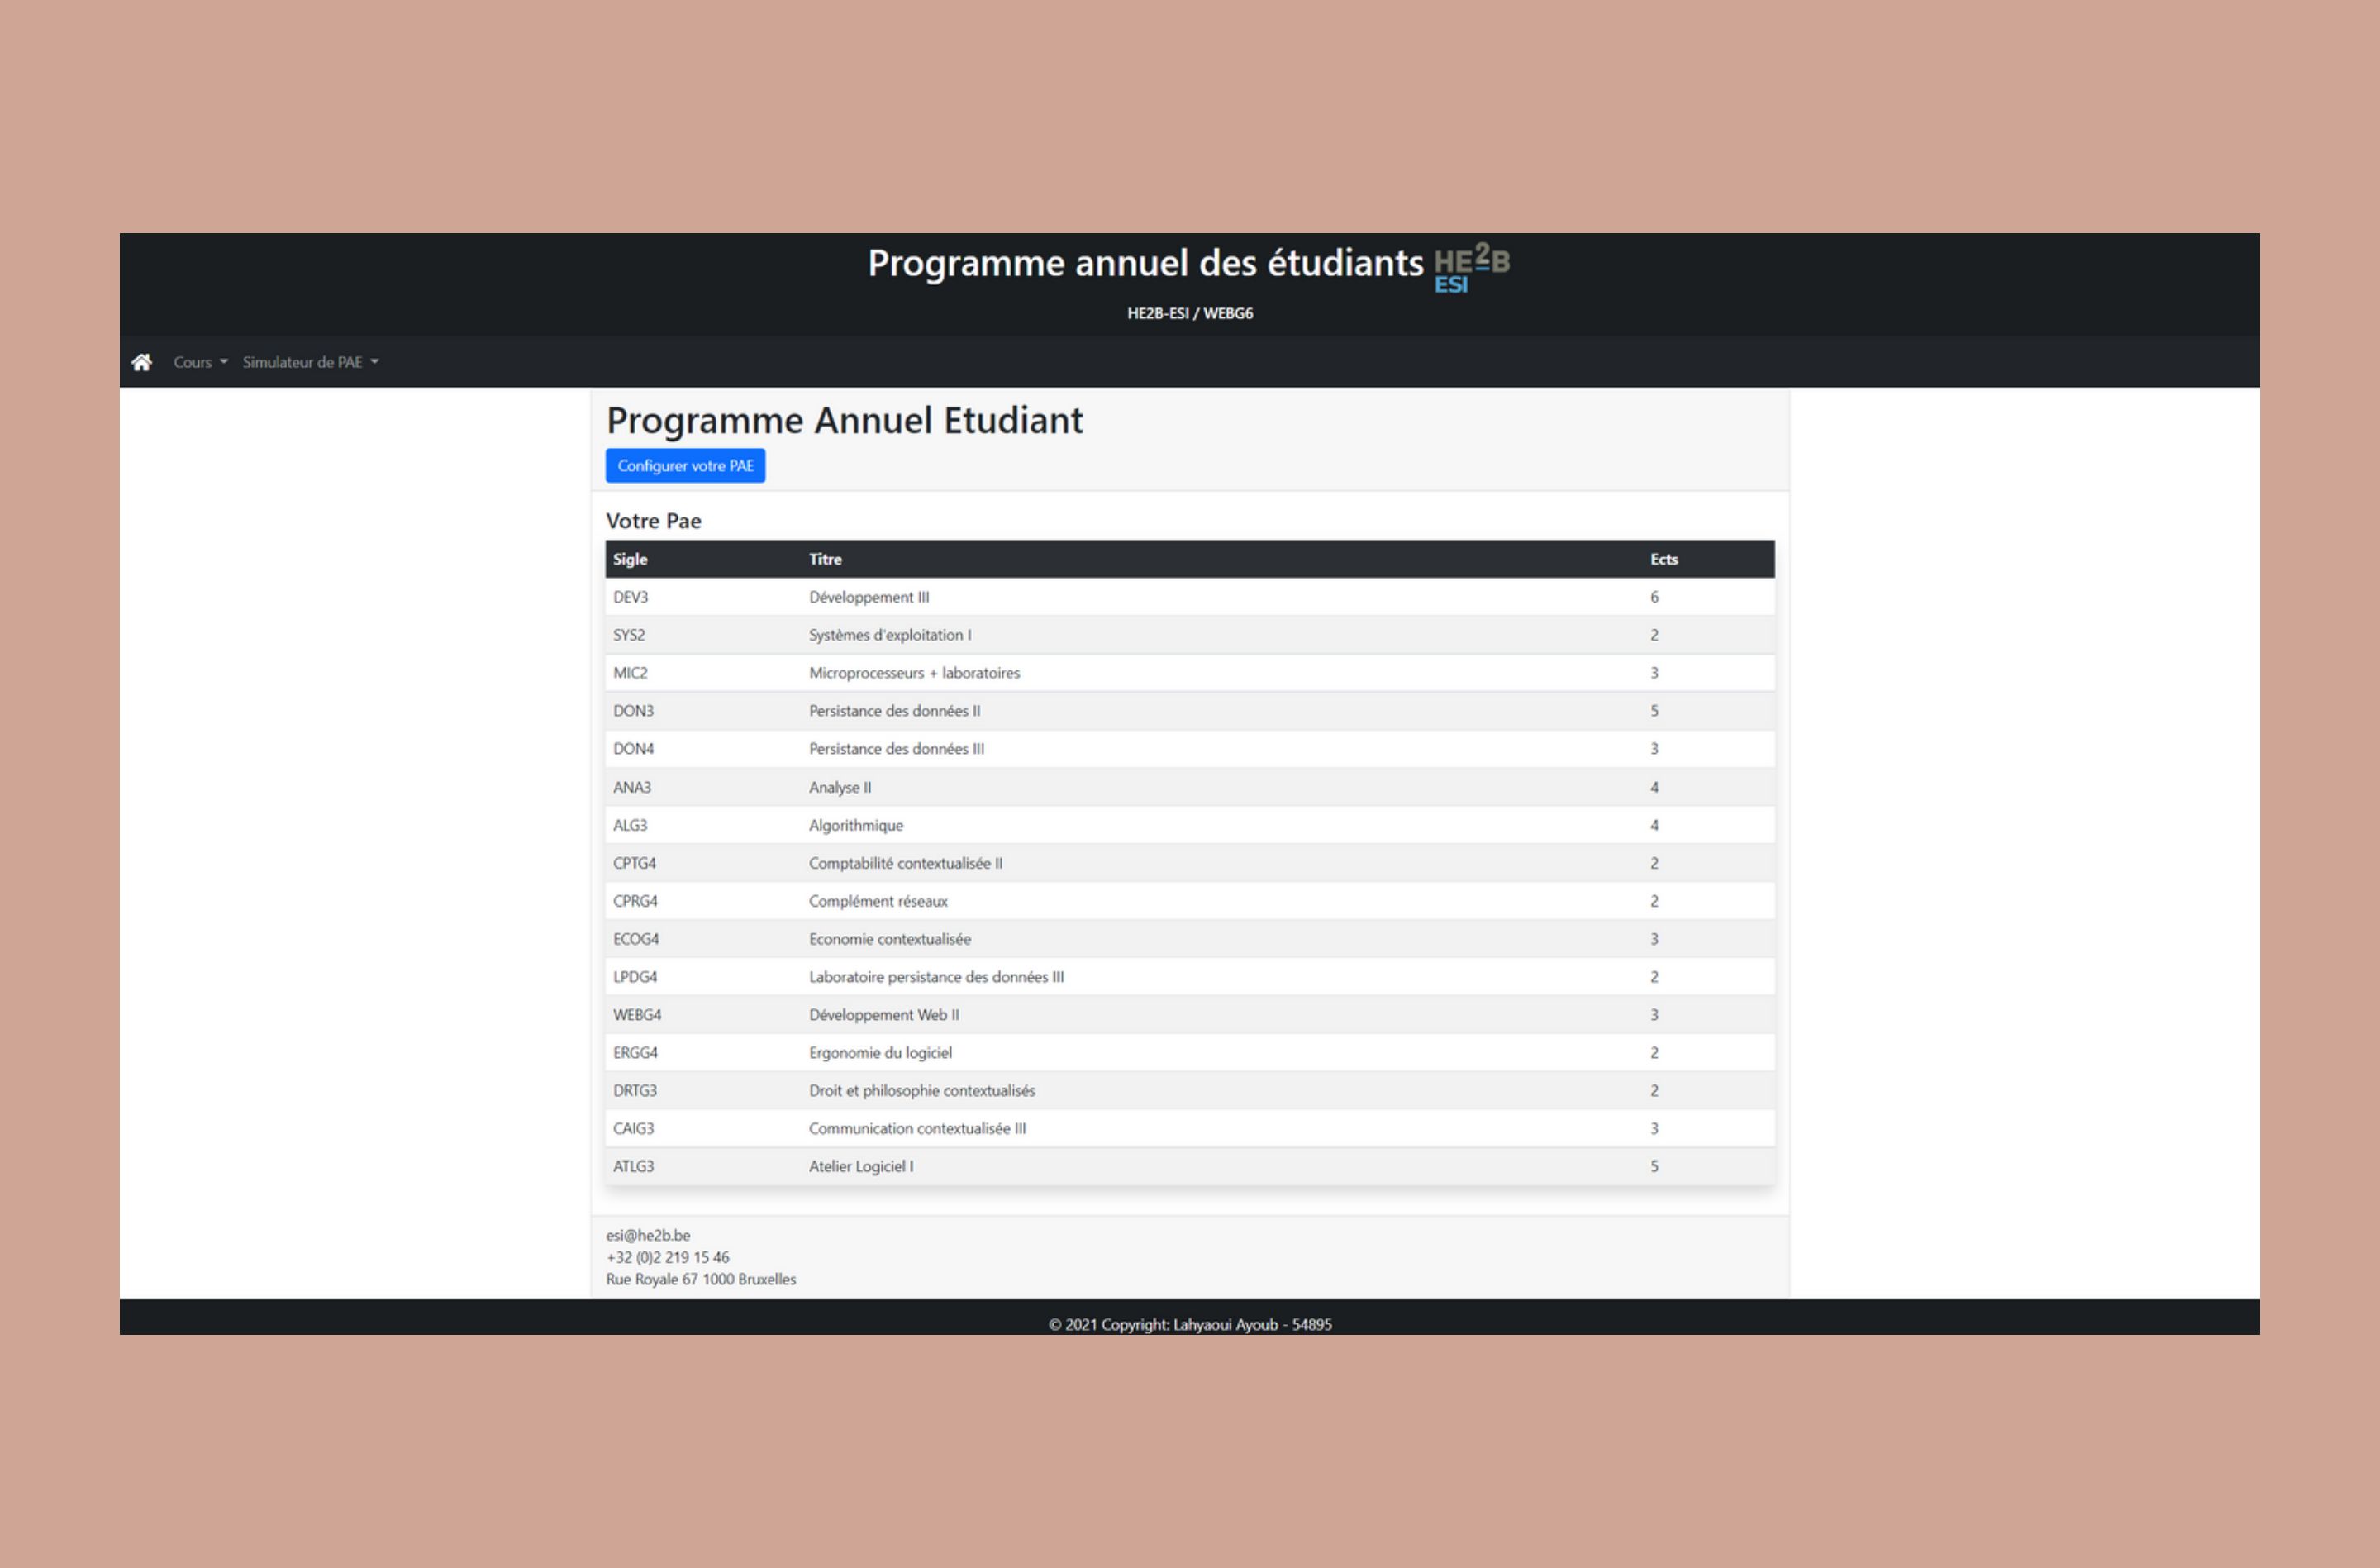 Programme annuel des étudiants HE2B
ESI
HE2B-ESI / WEBG6
Cours Simulateur de PAE
Programme Annuel Etudiant
Configurer votre PAE
Votre Pae
Sigle Titre Ects
DEV3 Développement III 6
SYS2 Systèmes d'exploitation I 2
MIC2 Microprocesseurs + laboratoires 3
DON3 Persistance des données II 5
DON4 Persistance des données III 3
ANA3 Analyse II 4
ALG3 Algorithmique 4
CPTG4 Comptabilité contextualisée II 2
CPRG4 Complément réseaux 2
ECOG4 Economie contextualisée 3
LPDG4 Laboratoire persistance des données III 2
WEBG4 Développement Web II 3
ERGG4 Ergonomie du logiciel 2
DRTG3 Droit et philosophie contextualisés 2
CAIG3 Communication contextualisée III 3
ATLG3 Atelier Logiciel I 5
esi@he2b.be
+32 (0)2 219 15 46
Rue Royale 67 1000 Bruxelles
© 2021 Copyright: Lahyaoui Ayoub - 54895